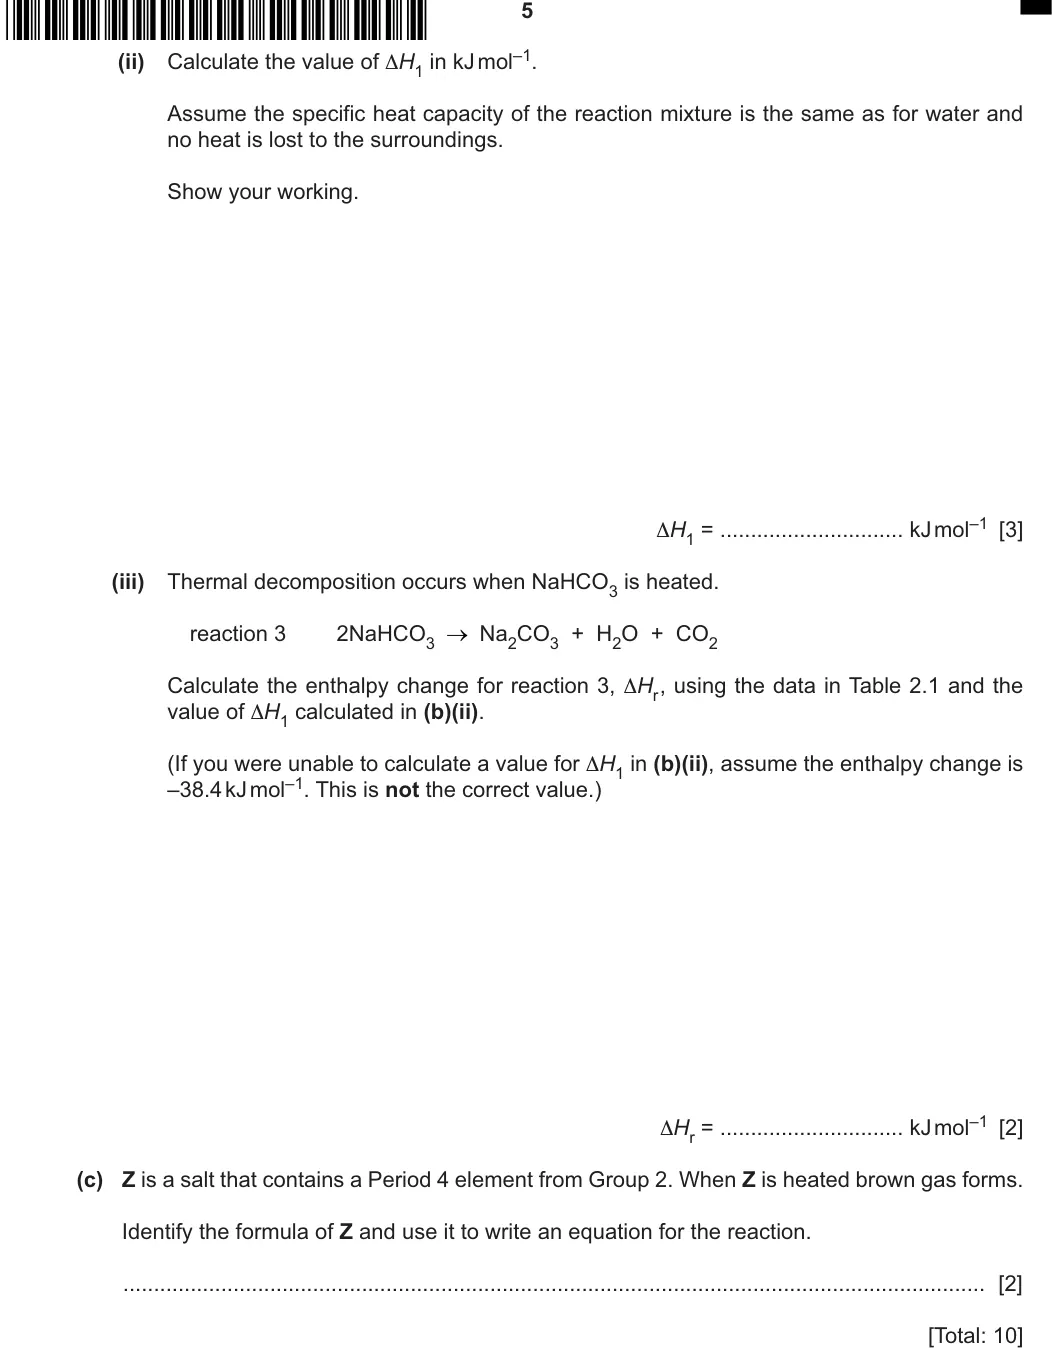 5
(ii) Calculate the value of ΔH₁ in kJ mol⁻¹.
Assume the specific heat capacity of the reaction mixture is the same as for water and
no heat is lost to the surroundings.
Show your working.
ΔH₁ = .............................. kJ mol⁻¹ [3]
(iii) Thermal decomposition occurs when NaHCO₃ is heated.
reaction 3 2NaHCO₃ → Na₂CO₃ + H₂O + CO₂
Calculate the enthalpy change for reaction 3, ΔHᵣ, using the data in Table 2.1 and the
value of ΔH₁ calculated in (b)(ii).
(If you were unable to calculate a value for ΔH₁ in (b)(ii), assume the enthalpy change is
–38.4 kJ mol⁻¹. This is not the correct value.)
ΔHᵣ = .............................. kJ mol⁻¹ [2]
(c) Z is a salt that contains a Period 4 element from Group 2. When Z is heated brown gas forms.
Identify the formula of Z and use it to write an equation for the reaction.
.............................................................................................................................................. [2]
[Total: 10]